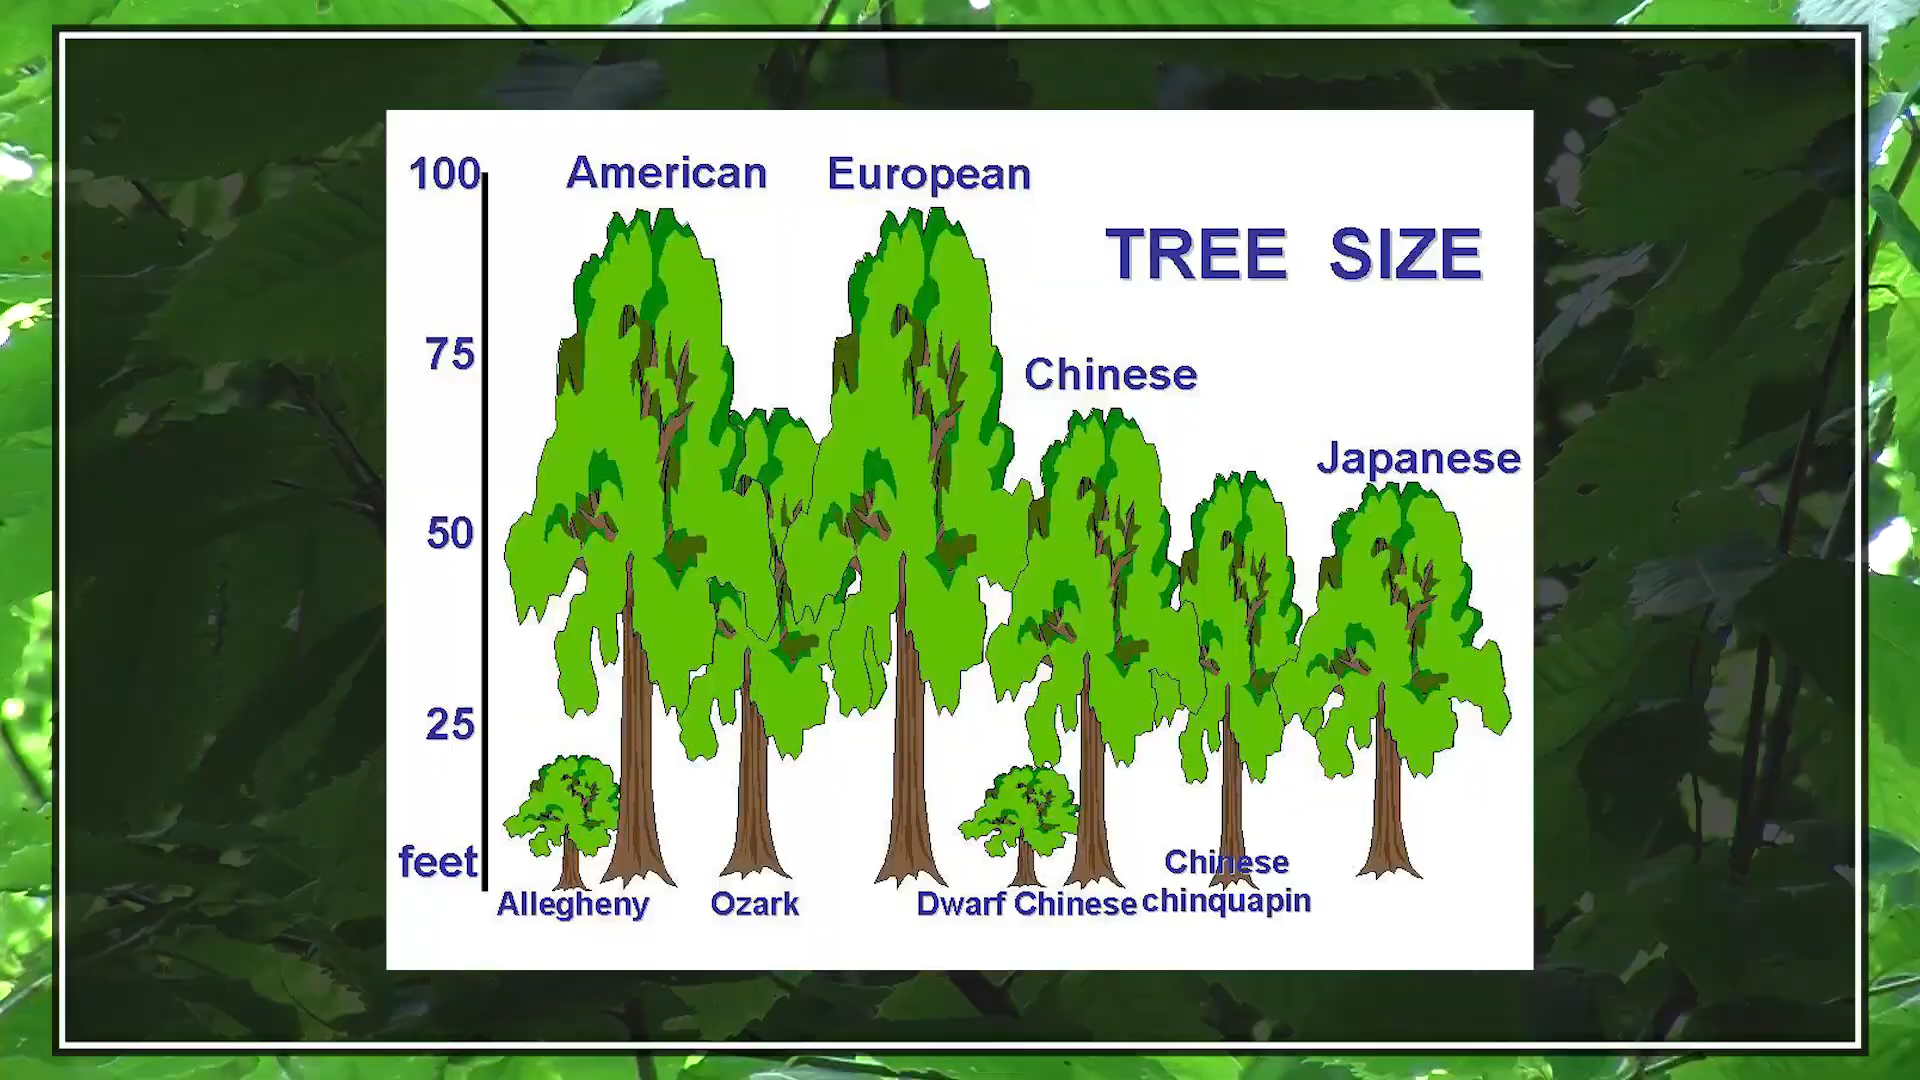 100
American
European
TREE SIZE
75
Chinese
Japanese
50
25
feet
Chinese
chinquapin
Allegheny
Ozark
Dwarf Chinese